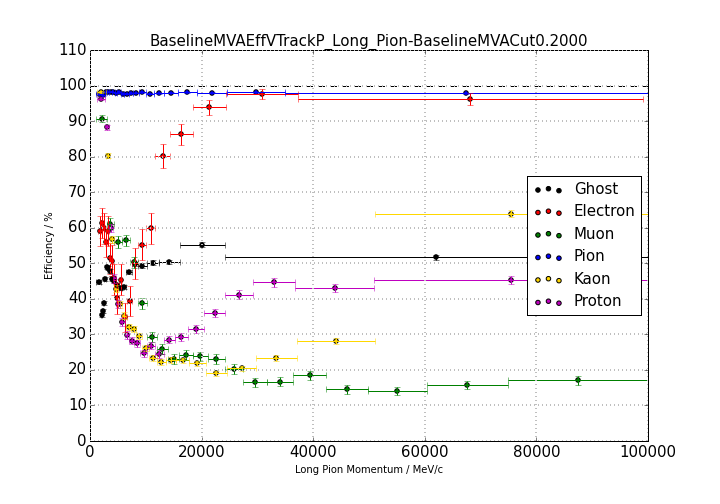 BaselineMVAEffVTrackP_Long_Pion-BaselineMVACut0.2000
110
100
90
80
70
60
50
40
30
20
10
0
Efficiency / %
Ghost
Electron
Muon
Pion
Kaon
Proton
0 20000 40000 60000 80000 100000
Long Pion Momentum / MeV/c